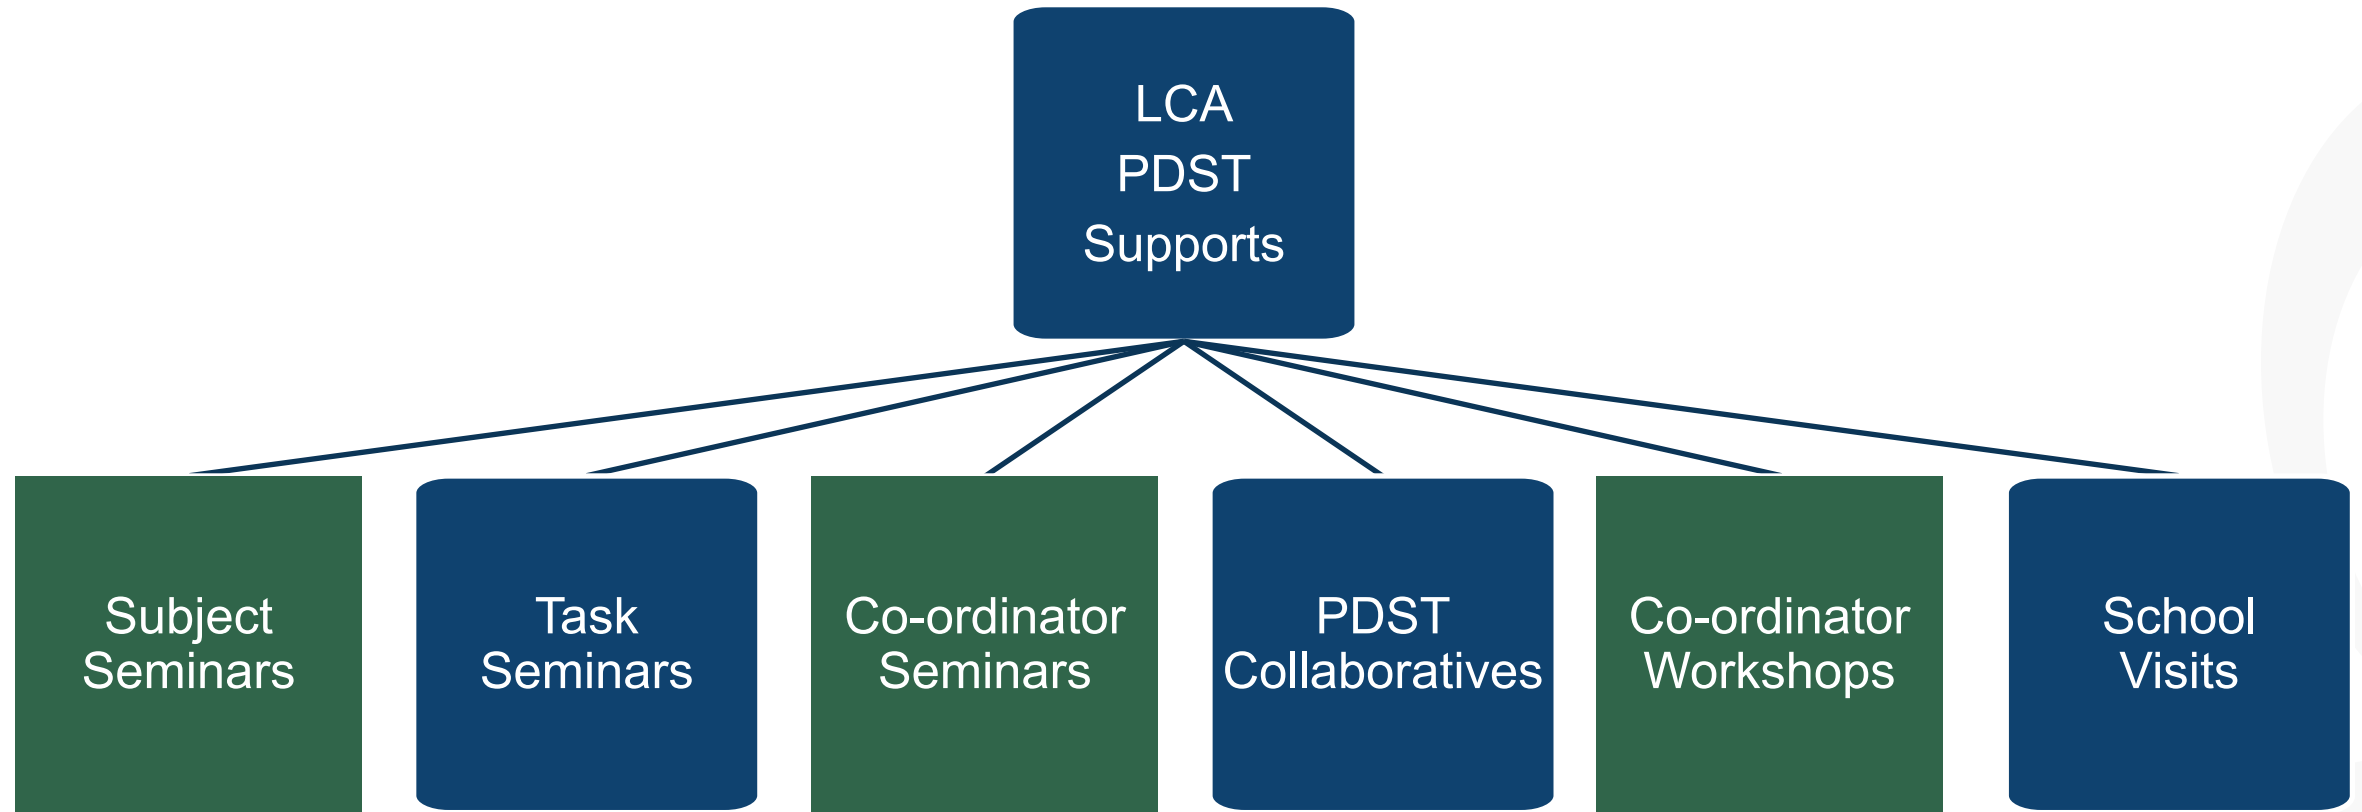 LCA
PDST
Supports
Subject
Seminars
Task
Seminars
Co-ordinator
Seminars
PDST
Collaboratives
Co-ordinator
Workshops
School
Visits